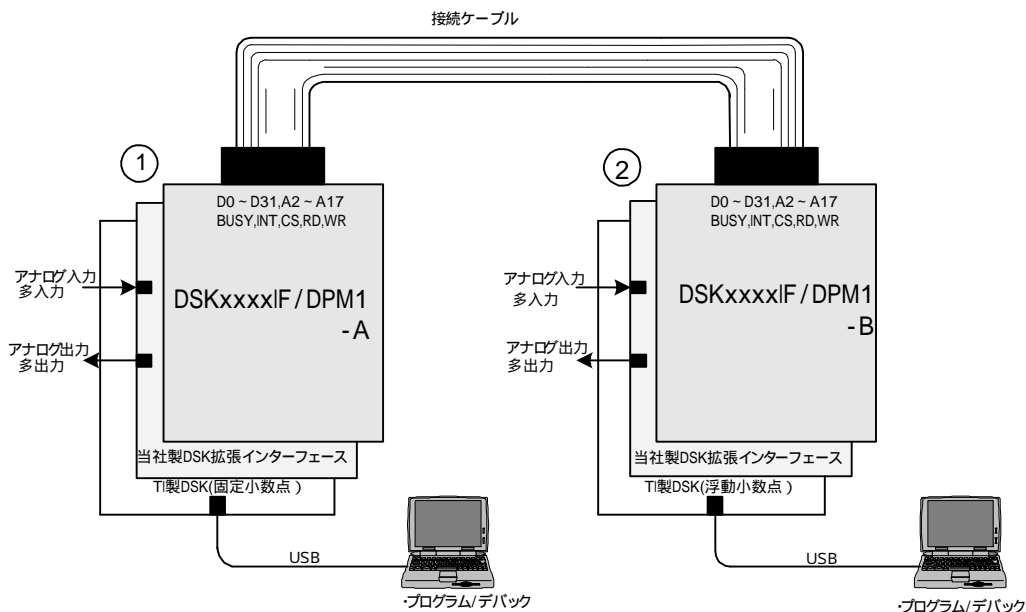 接続ケーブル
1
D0 ~ D31,A2 ~ A17
BUSY,INT,CS,RD,WR
アナログ入力
多入力
DSKxxxxIF / DPM1
-A
アナログ出力
多出力
当社製DSK拡張インターフェース
TI製DSK(固定小数点 )
USB
・プログラム/デバック
2
D0 ~ D31,A2 ~ A17
BUSY,INT,CS,RD,WR
アナログ入力
多入力
DSKxxxxIF / DPM1
-B
アナログ出力
多出力
当社製DSK拡張インターフェース
TI製DSK(浮動小数点 )
USB
・プログラム/デバック